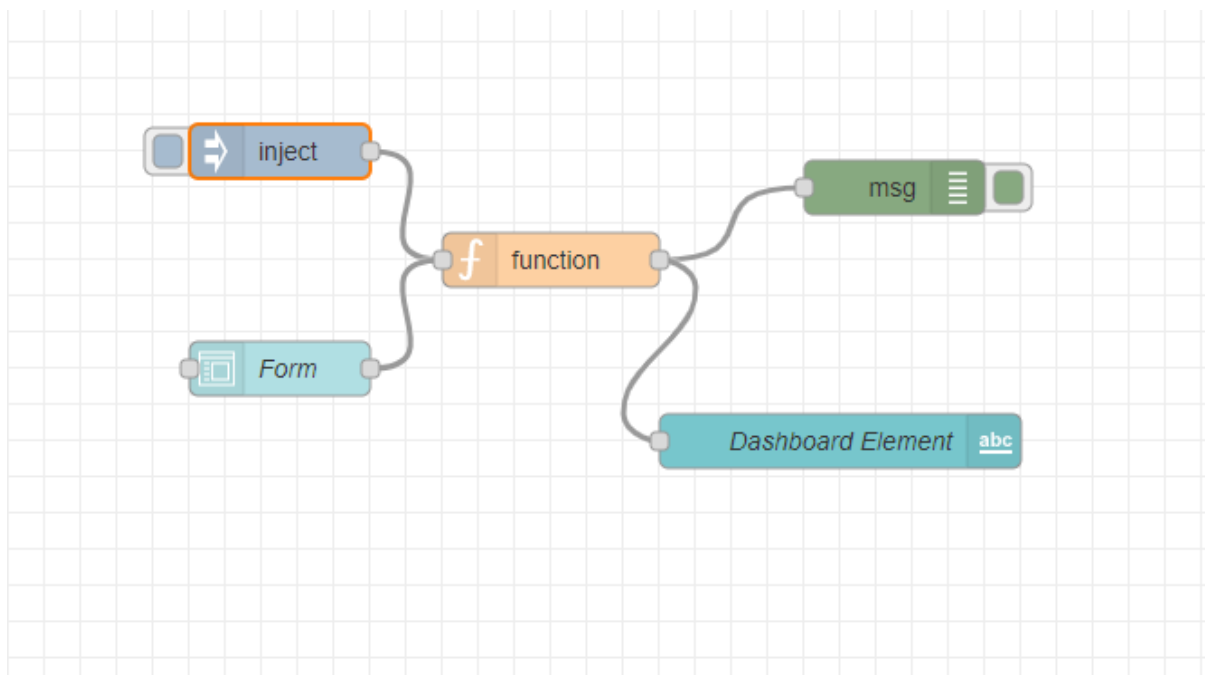 inject
msg
function
Form
Dashboard Element
abc